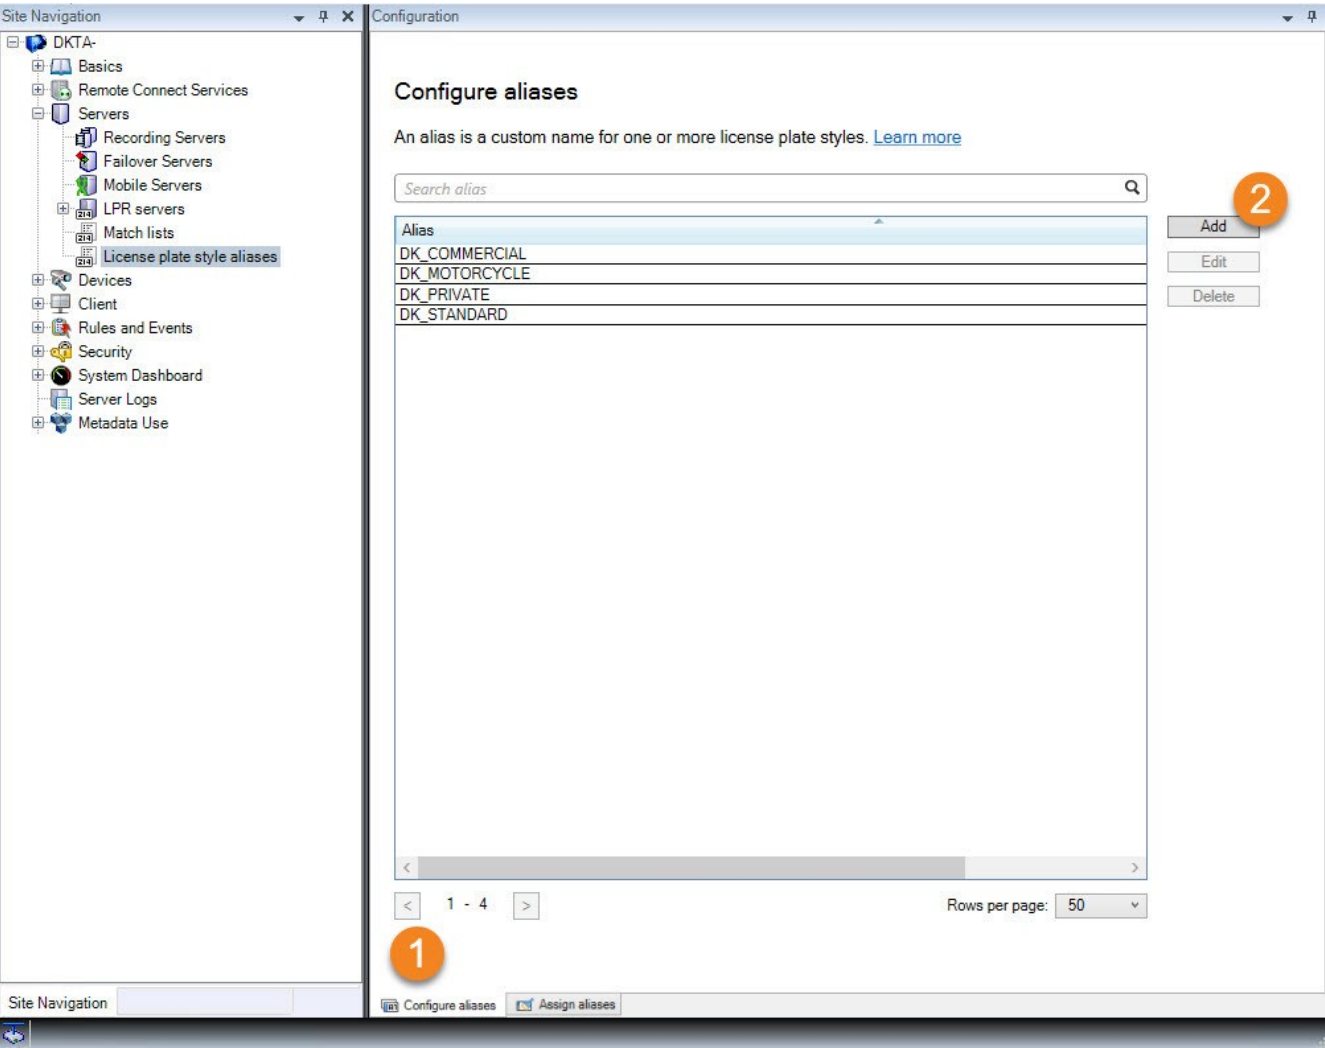 Site Navigation
DKTA-
Basics
Remote Connect Services
Servers
Recording Servers
Failover Servers
Mobile Servers
LPR servers
Match lists
License plate style aliases
Devices
Client
Rules and Events
Security
System Dashboard
Server Logs
Metadata Use
Site Navigation
Configuration
Configure aliases
An alias is a custom name for one or more license plate styles. Learn more
Search alias
2
Alias
Add
DK_COMMERCIAL
Edit
DK_MOTORCYCLE
DK_PRIVATE
Delete
DK_STANDARD
< 1 - 4 >
Rows per page: 50
1
Configure aliases
Assign aliases